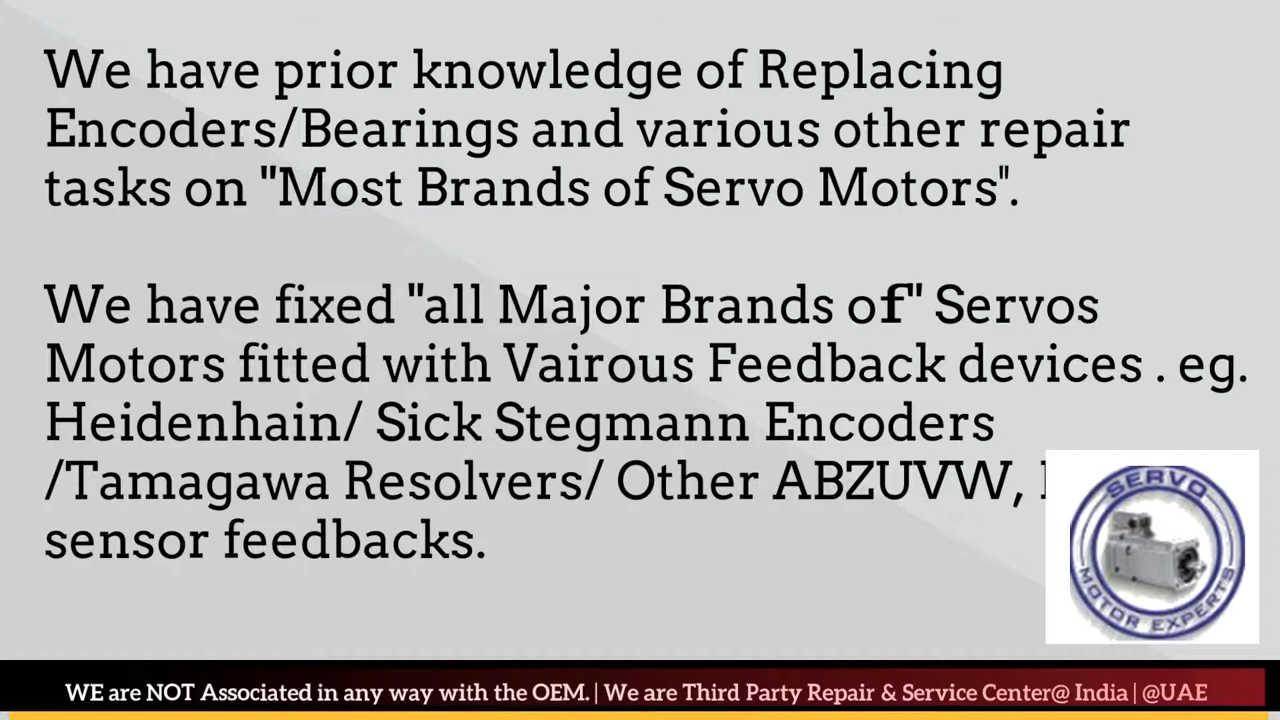 We have prior knowledge of Replacing
Encoders/Bearings and various other repair
tasks on "Most Brands of Servo Motors".
We have fixed "all Major Brands of" Servos
Motors fitted with Vairous Feedback devices . eg.
Heidenhain/ Sick Stegmann Encoders
/Tamagawa Resolvers/ Other ABZUVW,
sensor feedbacks.
SERVO
MOTOR EXPERTS
WE are NOT Associated in any way with the OEM. | We are Third Party Repair & Service Center@ India | @UAE